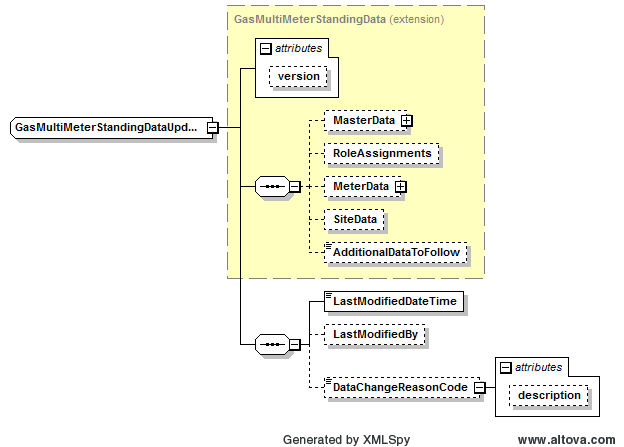 GasMultiMeterStandingData (extension)
attributes
version
GasMultiMeterStandingDataUpd...
MasterData
RoleAssignments
MeterData
SiteData
AdditionalDataToFollow
LastModifiedDateTime
LastModifiedBy
DataChangeReasonCode
attributes
description
Generated by XMLSpy
www.altova.com